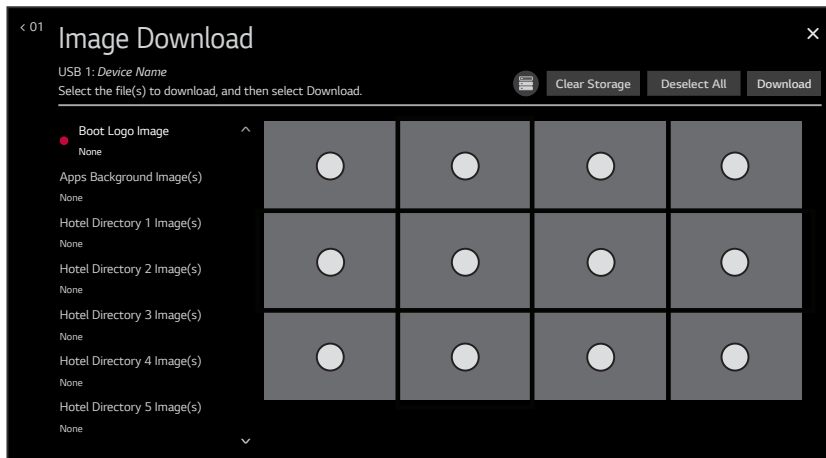 < 01
Image Download
USB 1: Device Name
Select the file(s) to download, and then select Download.
Clear Storage
Deselect All
Download
Boot Logo Image
None
Apps Background Image(s)
None
Hotel Directory 1 Image(s)
None
Hotel Directory 2 Image(s)
None
Hotel Directory 3 Image(s)
None
Hotel Directory 4 Image(s)
None
Hotel Directory 5 Image(s)
None